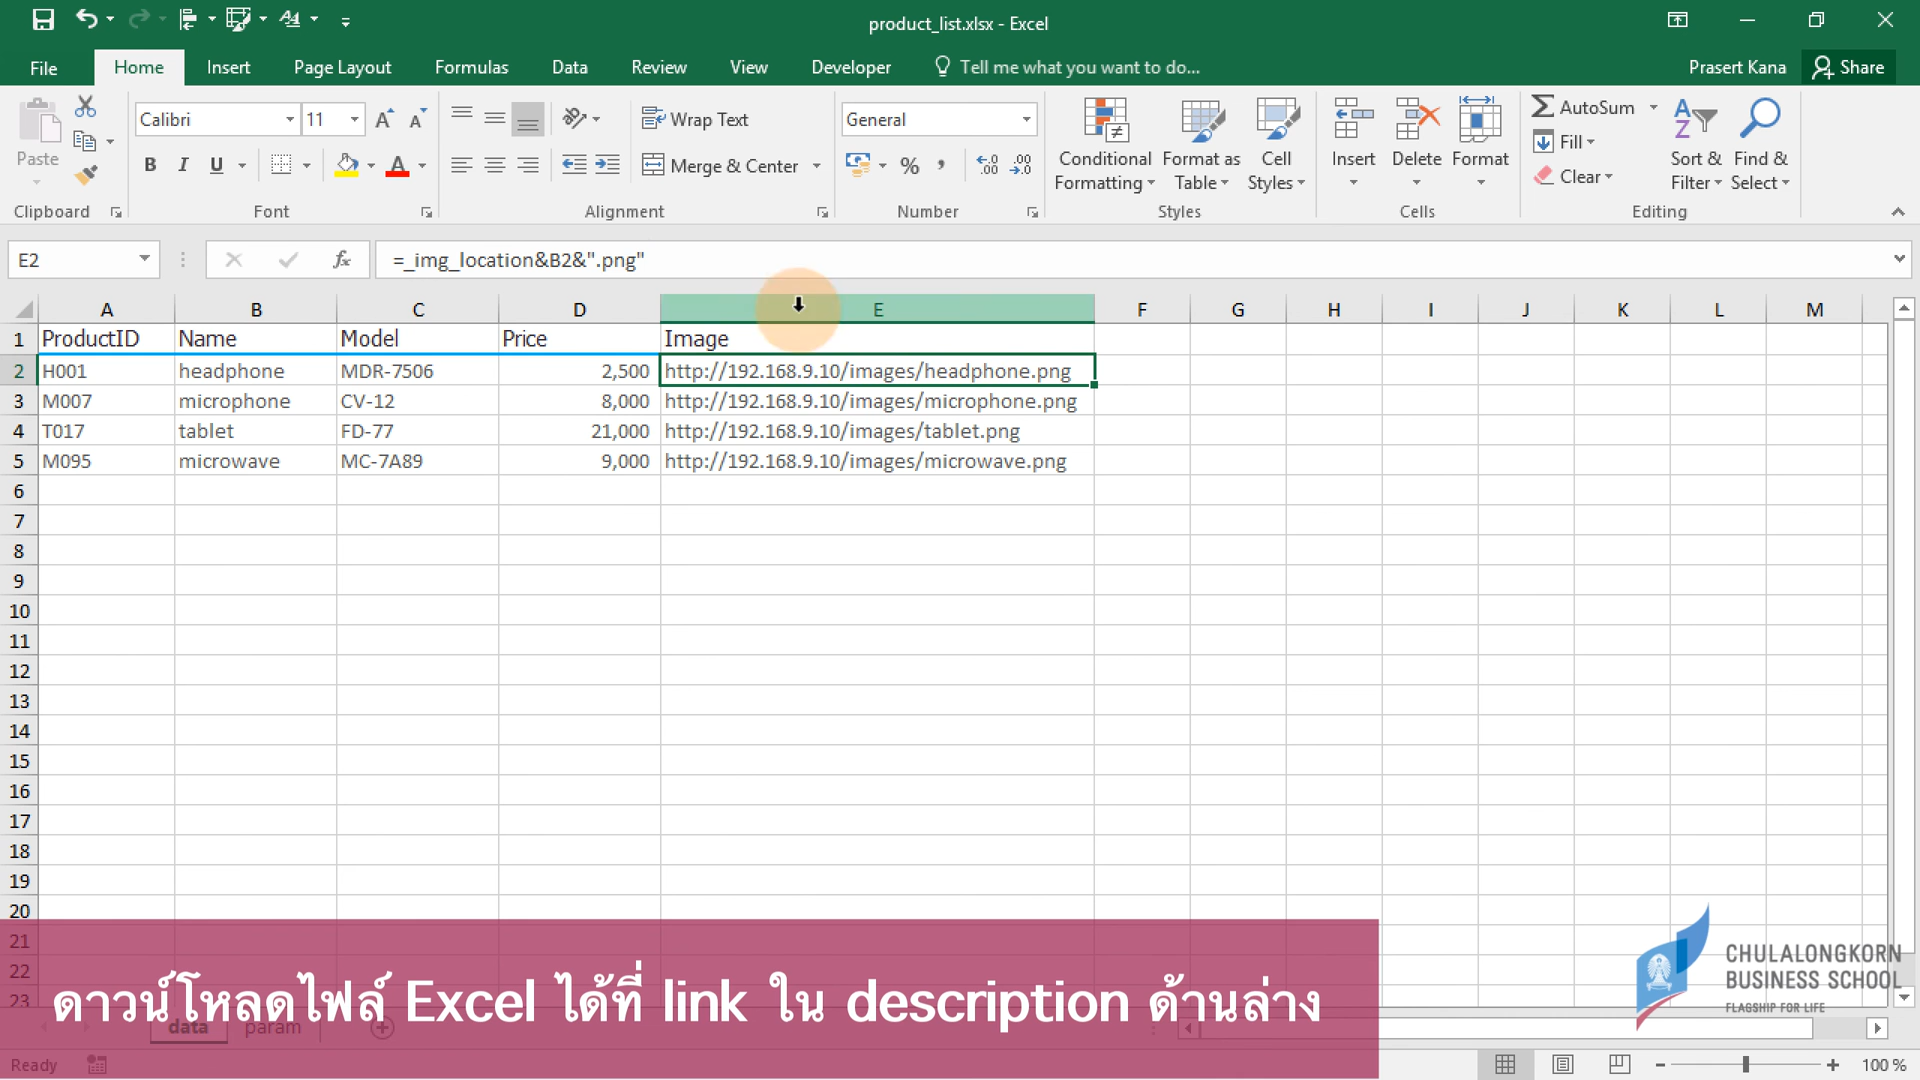 product_list.xlsx - Excel
File Home Insert Page Layout Formulas Data Review View Developer Tell me what you want to do... Prasert Kana Share
Calibri 11 Wrap Text General AutoSum
Paste B I U Merge & Center % Conditional Formatting Format as Table Cell Styles Insert Delete Format Fill Clear Sort & Filter Find & Select
Clipboard Font Alignment Number Styles Cells Editing
E2 fx =_img_location&B2&".png"
A B C D E F G H I J K L M
1 ProductID Name Model Price Image
2 H001 headphone MDR-7506 2,500 http://192.168.9.10/images/headphone.png
3 M007 microphone CV-12 8,000 http://192.168.9.10/images/microphone.png
4 T017 tablet FD-77 21,000 http://192.168.9.10/images/tablet.png
5 M095 microwave MC-7A89 9,000 http://192.168.9.10/images/microwave.png
6
7
8
9
10
11
12
13
14
15
16
17
18
19
20
21
22
23
ดาวน์โหลดไฟล์ Excel ได้ที่ link ใน description ด้านล่าง
CHULALONGKORN
BUSINESS SCHOOL
FLAGSHIP FOR LIFE
data param
Ready 100 %